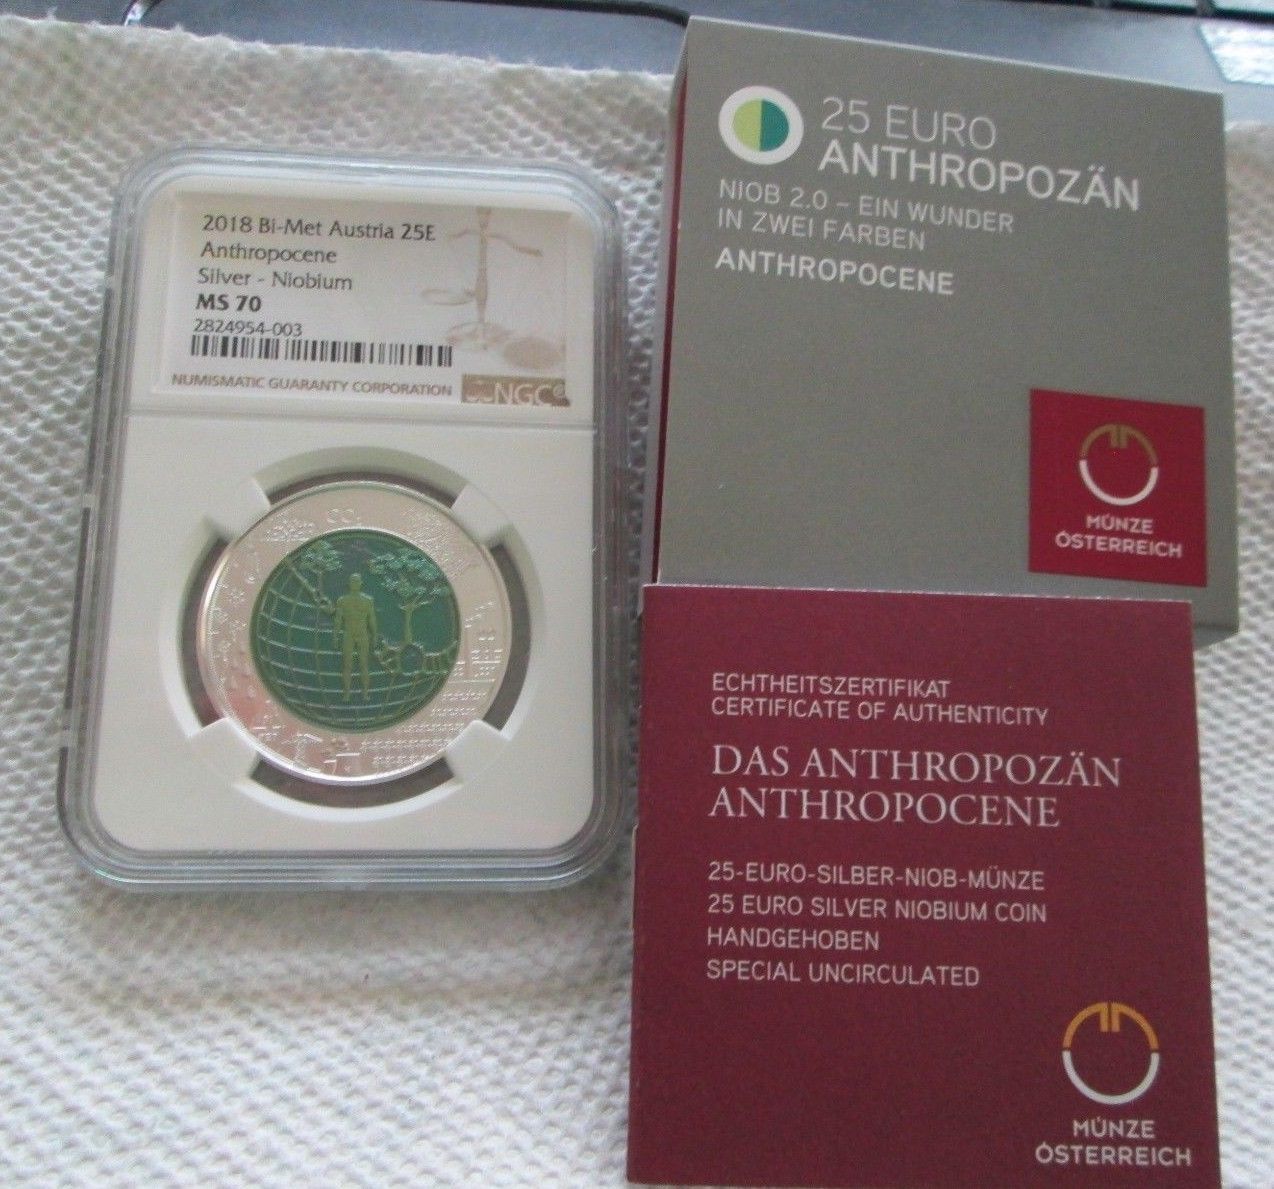 2018 Bi-Met Austria 25E
Anthropocene
Silver - Niobium
MS 70
2824954-003
NUMISMATIC GUARANTY CORPORATION
NGC
CO₂
25 EURO
ANTHROPOZÄN
NIOB 2.0 – EIN WUNDER
IN ZWEI FARBEN
ANTHROPOCENE
MÜNZE
ÖSTERREICH
ECHTHEITSZERTIFIKAT
CERTIFICATE OF AUTHENTICITY
DAS ANTHROPOZÄN
ANTHROPOCENE
25-EURO-SILBER-NIOB-MÜNZE
25 EURO SILVER NIOBIUM COIN
HANDGEHOBEN
SPECIAL UNCIRCULATED
MÜNZE
ÖSTERREICH